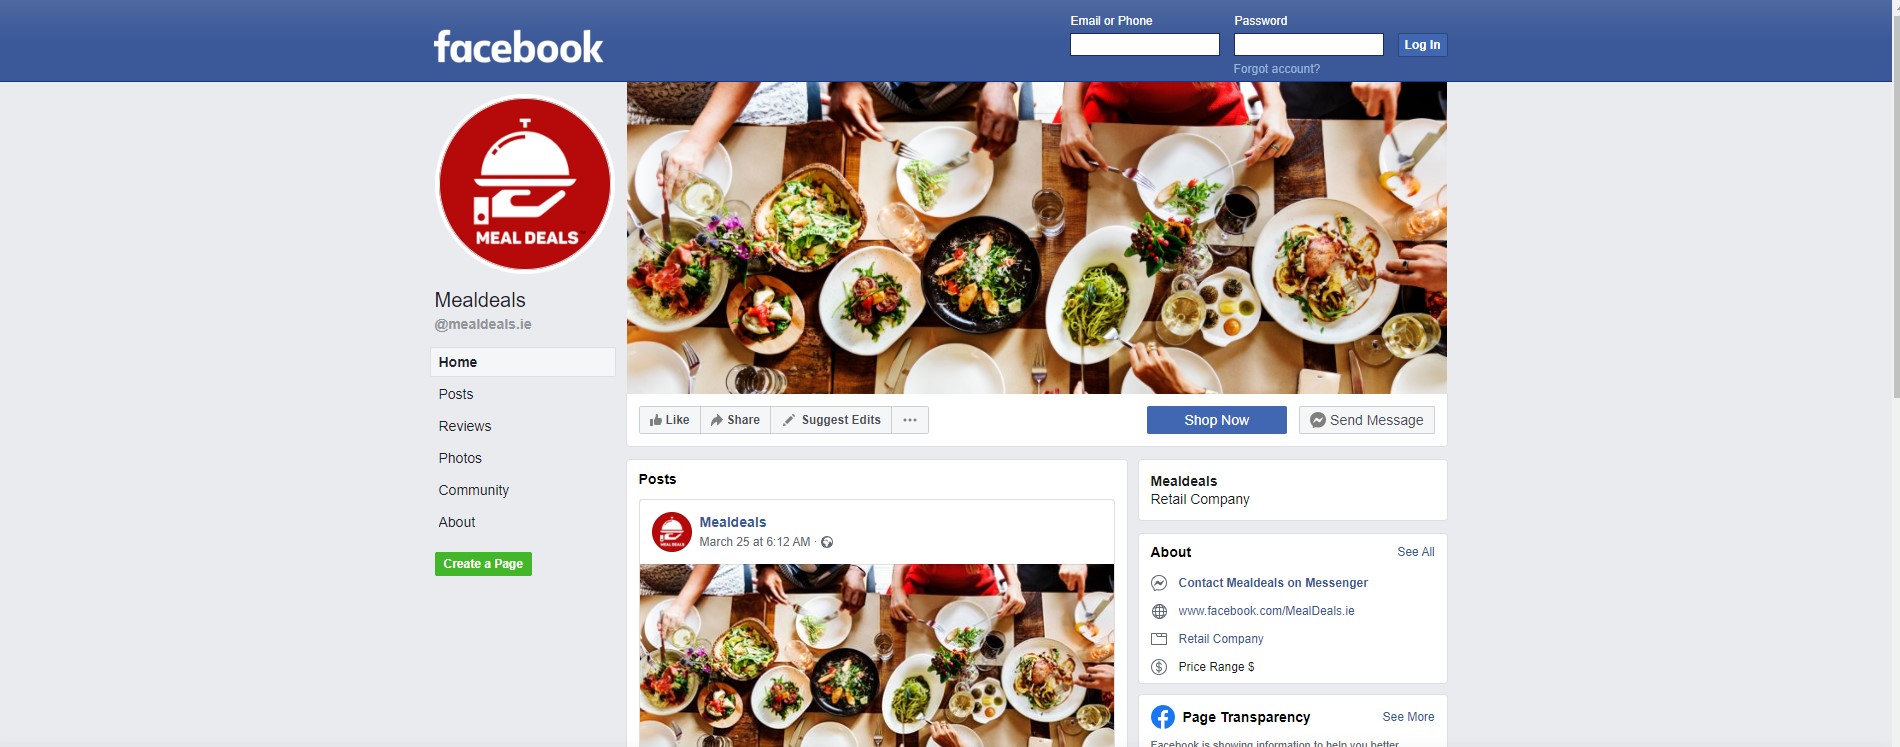 facebook
Email or Phone
Password
Log In
Forgot account?
MEAL DEALS
Mealdeals
@mealdeals.ie
Home
Posts
Reviews
Photos
Community
About
Create a Page
Like
Share
Suggest Edits
Shop Now
Send Message
Posts
MEAL DEALS
Mealdeals
March 25 at 6:12 AM ·
Mealdeals
Retail Company
About
See All
Contact Mealdeals on Messenger
www.facebook.com/MealDeals.ie
Retail Company
Price Range $
Page Transparency
See More
Facebook is showing information to help you better